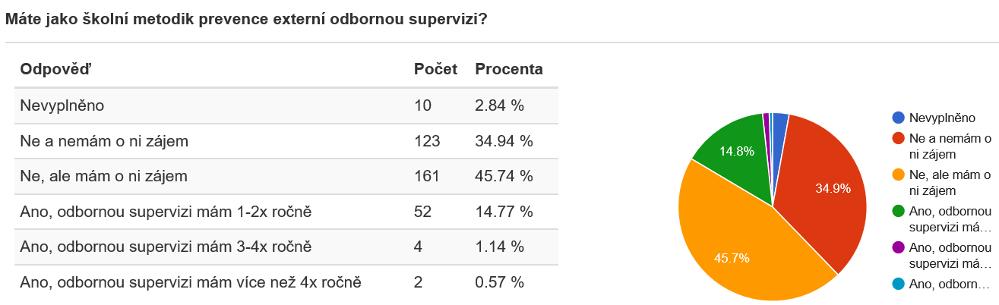 Máte jako školní metodik prevence externí odbornou supervizi?
Odpověď Počet Procenta
Nevyplněno 10 2.84 %
Ne a nemám o ni zájem 123 34.94 %
Ne, ale mám o ni zájem 161 45.74 %
Ano, odbornou supervizi mám 1-2x ročně 52 14.77 %
Ano, odbornou supervizi mám 3-4x ročně 4 1.14 %
Ano, odbornou supervizi mám více než 4x ročně 2 0.57 %
14.8%
34.9%
45.7%
Nevyplněno
Ne a nemám o
ni zájem
Ne, ale mám o
ni zájem
Ano, odbornou
supervizi má…
Ano, odbornou
supervizi má…
Ano, odborn…